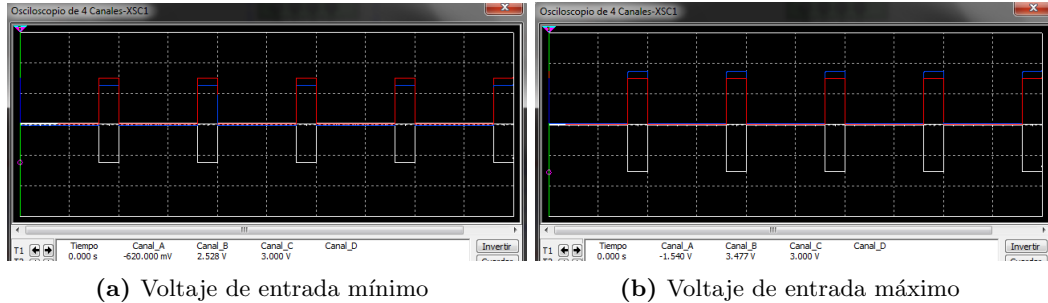 Osciloscopio de 4 Canales-XSC1
T1 Tiempo Canal_A Canal_B Canal_C Canal_D Invertir
0.000 s -620.000 mV 2.528 V 3.000 V
(a) Voltaje de entrada mínimo
Osciloscopio de 4 Canales-XSC1
T1 Tiempo Canal_A Canal_B Canal_C Canal_D Invertir
0.000 s -1.540 V 3.477 V 3.000 V
(b) Voltaje de entrada máximo